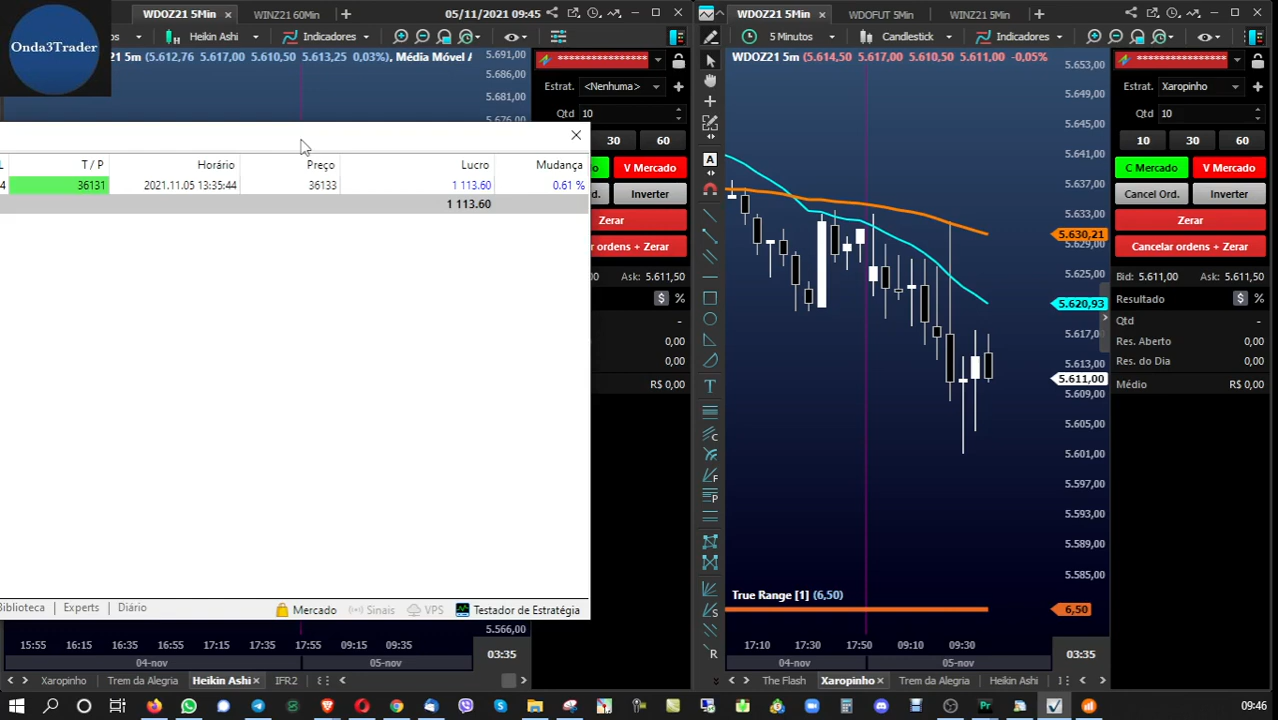 Onda3Trader
WDOZ21 5Min
WINZ21 60Min
05/11/2021 09:45
Heikin Ashi
Indicadores
21 5m (5.612,76 5.617,00 5.610,50 5.613,25 0,03%), Média Móvel A
5.691,00
5.686,00
5.681,00
5.676,00
******************
Estrat. <Nenhuma>
Qtd 10
30 60
V Mercado
d. Inverter
Zerar
r ordens + Zerar
00 Ask: 5.611,50
$ %
-
0,00
0,00
R$ 0,00
L T / P Horário Preço Lucro Mudança
4 36131 2021.11.05 13:35:44 36133 1 113.60 0.61 %
1 113.60
Biblioteca Experts Diário Mercado Sinais VPS Testador de Estratégia
5.566,00
15:55 16:15 16:35 16:55 17:15 17:35 17:55 09:15 09:35
04-nov 05-nov
03:35
Xaropinho Trem da Alegria Heikin Ashi IFR2
WDOZ21 5Min
WDOFUT 5Min
WINZ21 5Min
5 Minutos
Candlestick
Indicadores
WDOZ21 5m (5.614,50 5.617,00 5.610,50 5.611,00 -0,05%)
5.653,00
5.649,00
5.645,00
5.641,00
5.637,00
5.633,00
5.630,21
5.629,00
5.625,00
5.620,93
5.617,00
5.613,00
5.611,00
5.609,00
5.605,00
5.601,00
5.597,00
5.593,00
5.589,00
5.585,00
True Range [1] (6,50)
6,50
17:10 17:30 17:50 09:10 09:30
04-nov 05-nov
03:35
The Flash Xaropinho Trem da Alegria Heikin Ashi
******************
Estrat. Xaropinho
Qtd 10
10 30 60
C Mercado V Mercado
Cancel Ord. Inverter
Zerar
Cancelar ordens + Zerar
Bid: 5.611,00 Ask: 5.611,50
Resultado $ %
Qtd -
Res. Aberto 0,00
Res. do Dia 0,00
Médio R$ 0,00
09:46